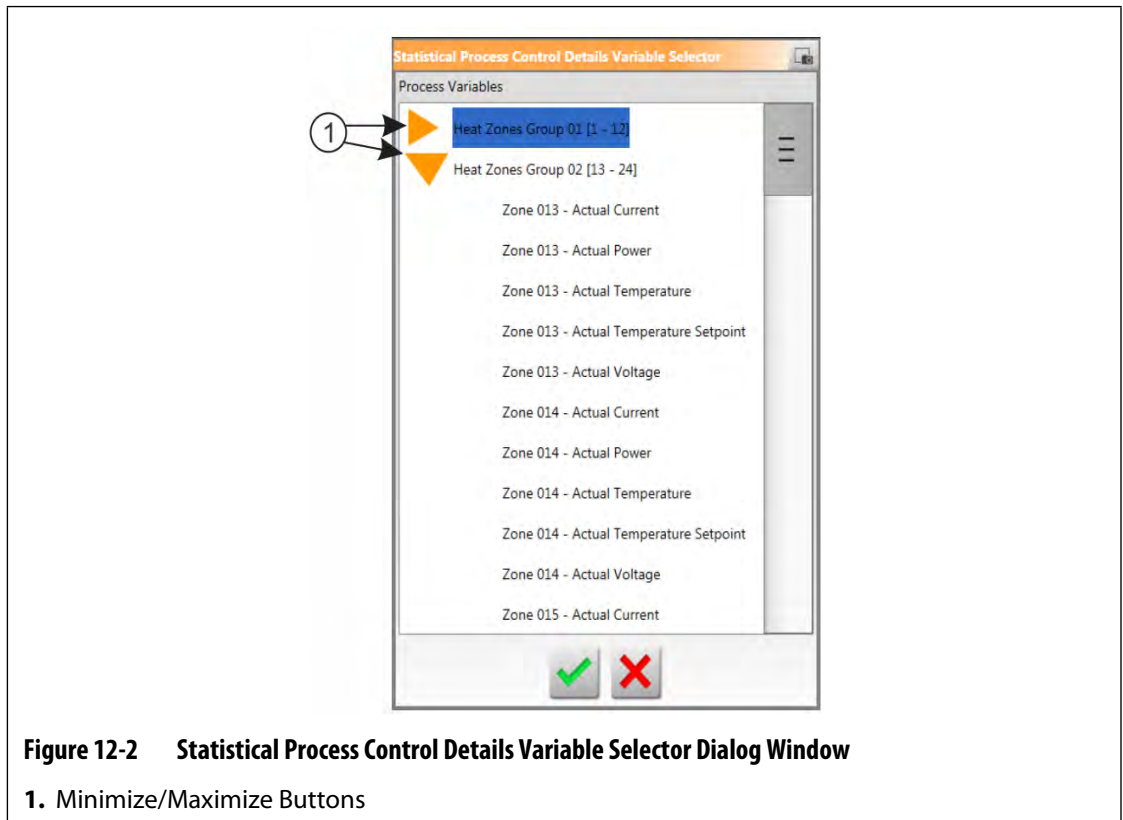 Statistical Process Control Details Variable Selector
Process Variables
1
Heat Zones Group 01 [1 - 12]
Heat Zones Group 02 [13 - 24]
Zone 013 - Actual Current
Zone 013 - Actual Power
Zone 013 - Actual Temperature
Zone 013 - Actual Temperature Setpoint
Zone 013 - Actual Voltage
Zone 014 - Actual Current
Zone 014 - Actual Power
Zone 014 - Actual Temperature
Zone 014 - Actual Temperature Setpoint
Zone 014 - Actual Voltage
Zone 015 - Actual Current
Figure 12-2 Statistical Process Control Details Variable Selector Dialog Window
1. Minimize/Maximize Buttons